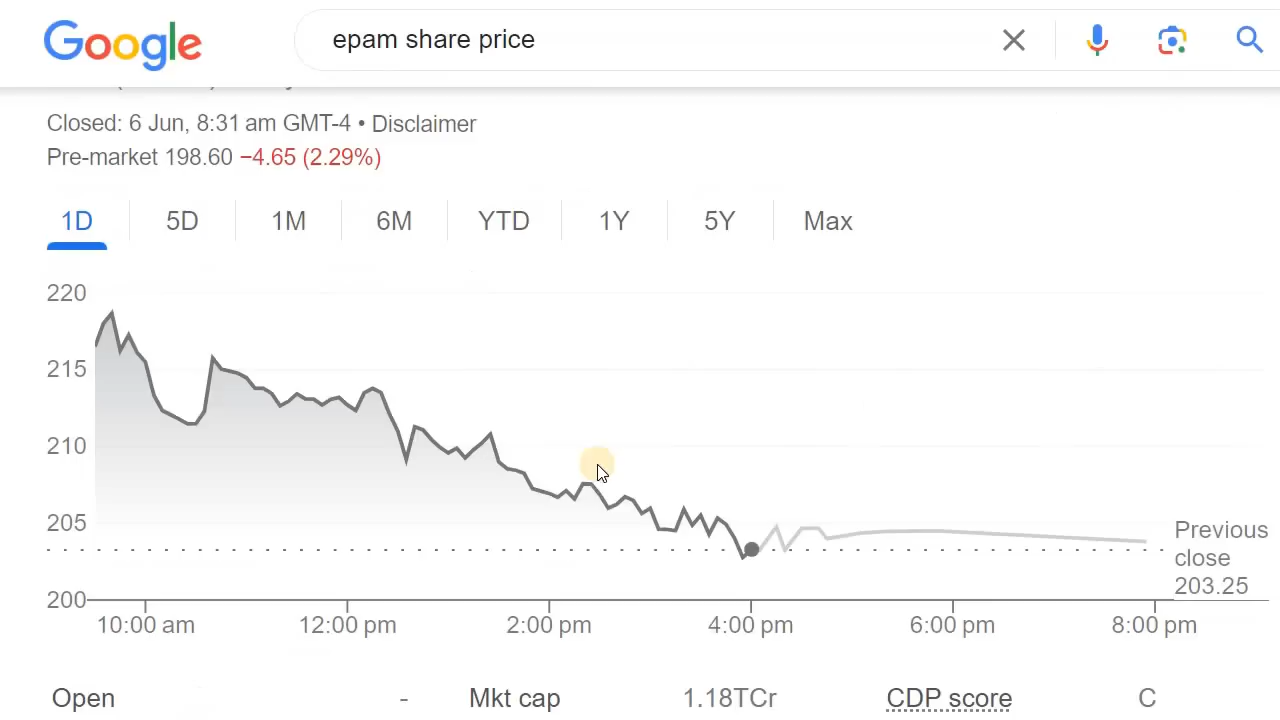 Google epam share price
Closed: 6 Jun, 8:31 am GMT-4 • Disclaimer
Pre-market 198.60 −4.65 (2.29%)
1D 5D 1M 6M YTD 1Y 5Y Max
220
215
210
205
Previous
close
203.25
200
10:00 am 12:00 pm 2:00 pm 4:00 pm 6:00 pm 8:00 pm
Open - Mkt cap 1.18TCr CDP score C